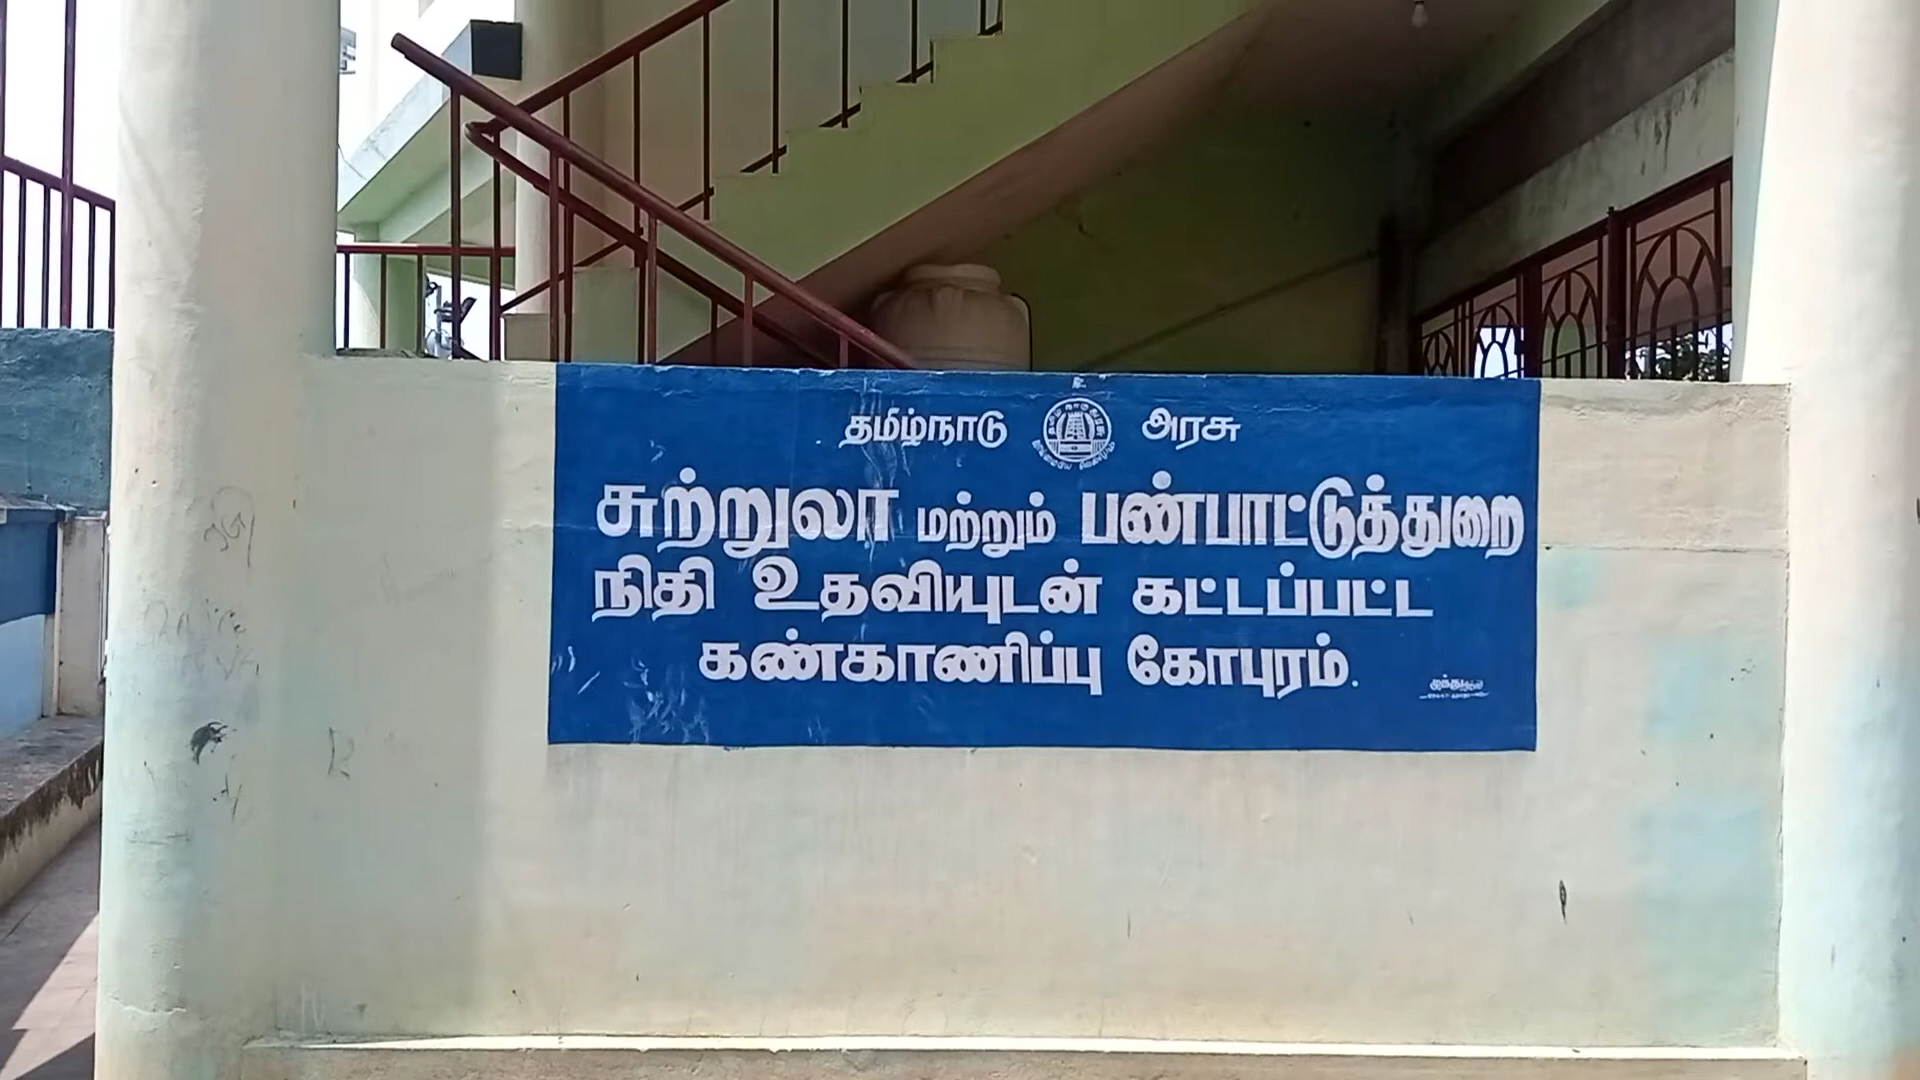 தமிழ்நாடு அரசு
சுற்றுலா மற்றும் பண்பாட்டுத்துறை
நிதி உதவியுடன் கட்டப்பட்ட
கண்காணிப்பு கோபுரம்.